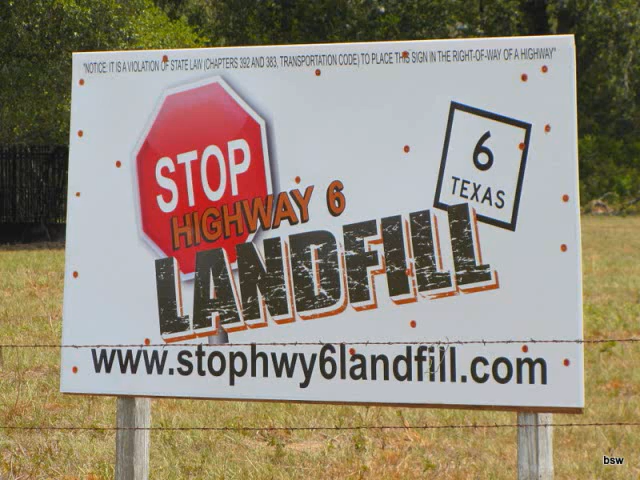 "NOTICE: IT IS A VIOLATION OF STATE LAW (CHAPTERS 392 AND 383, TRANSPORTATION CODE) TO PLACE THIS SIGN IN THE RIGHT-OF-WAY OF A HIGHWAY"
STOP
HIGHWAY 6
LANDFILL
6
TEXAS
www.stophwy6landfill.com
bsw